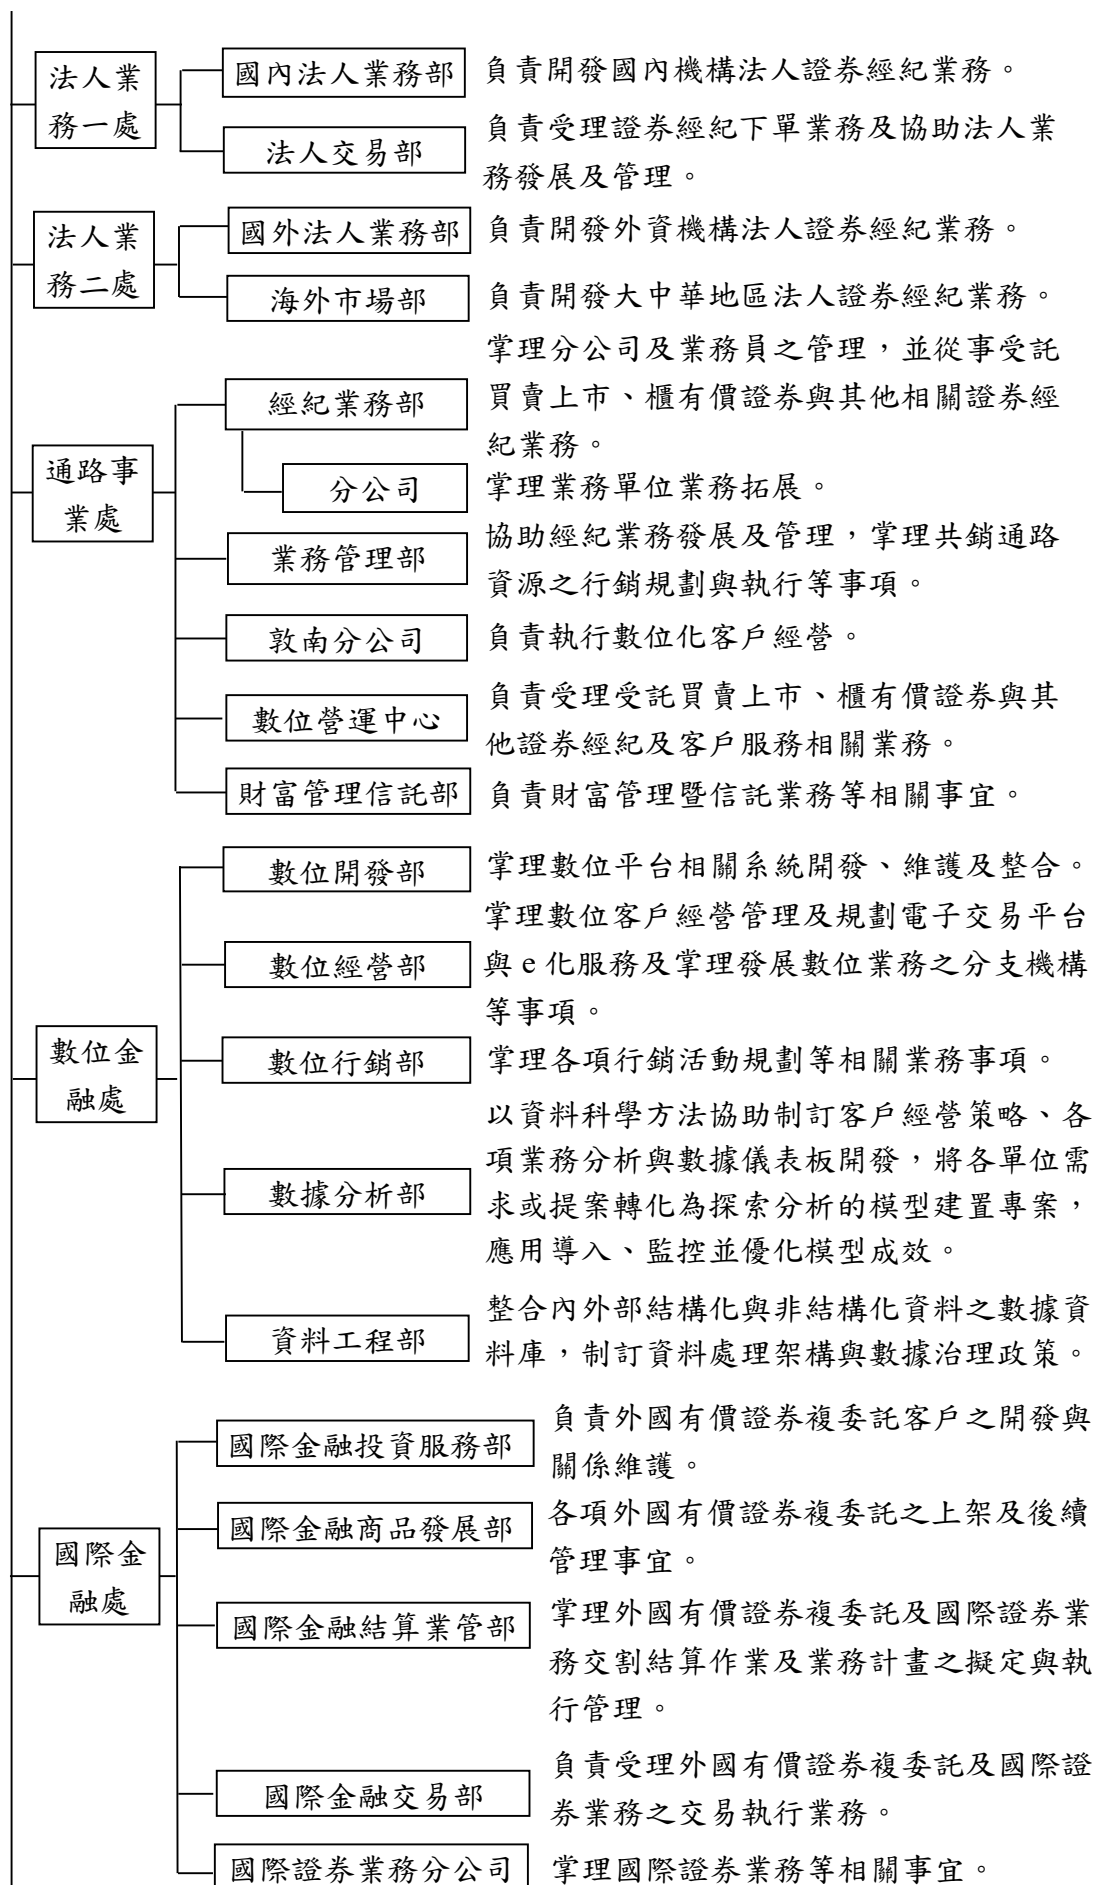 法人業
務一處
國內法人業務部
負責開發國內機構法人證券經紀業務。
法人交易部
負責受理證券經紀下單業務及協助法人業
務發展及管理。
法人業
務二處
國外法人業務部
負責開發外資機構法人證券經紀業務。
海外市場部
負責開發大中華地區法人證券經紀業務。
通路事
業處
經紀業務部
掌理分公司及業務員之管理，並從事受託
買賣上市、櫃有價證券與其他相關證券經
紀業務。
分公司
掌理業務單位業務拓展。
業務管理部
協助經紀業務發展及管理，掌理共銷通路
資源之行銷規劃與執行等事項。
敦南分公司
負責執行數位化客戶經營。
數位營運中心
負責受理受託買賣上市、櫃有價證券與其
他證券經紀及客戶服務相關業務。
財富管理信託部
負責財富管理暨信託業務等相關事宜。
數位金
融處
數位開發部
掌理數位平台相關系統開發、維護及整合。
數位經營部
掌理數位客戶經營管理及規劃電子交易平台
與 e 化服務及掌理發展數位業務之分支機構
等事項。
數位行銷部
掌理各項行銷活動規劃等相關業務事項。
數據分析部
以資料科學方法協助制訂客戶經營策略、各
項業務分析與數據儀表板開發，將各單位需
求或提案轉化為探索分析的模型建置專案，
應用導入、監控並優化模型成效。
資料工程部
整合內外部結構化與非結構化資料之數據資
料庫，制訂資料處理架構與數據治理政策。
國際金
融處
國際金融投資服務部
負責外國有價證券複委託客戶之開發與
關係維護。
國際金融商品發展部
各項外國有價證券複委託之上架及後續
管理事宜。
國際金融結算業管部
掌理外國有價證券複委託及國際證券業
務交割結算作業及業務計畫之擬定與執
行管理。
國際金融交易部
負責受理外國有價證券複委託及國際證
券業務之交易執行業務。
國際證券業務分公司
掌理國際證券業務等相關事宜。